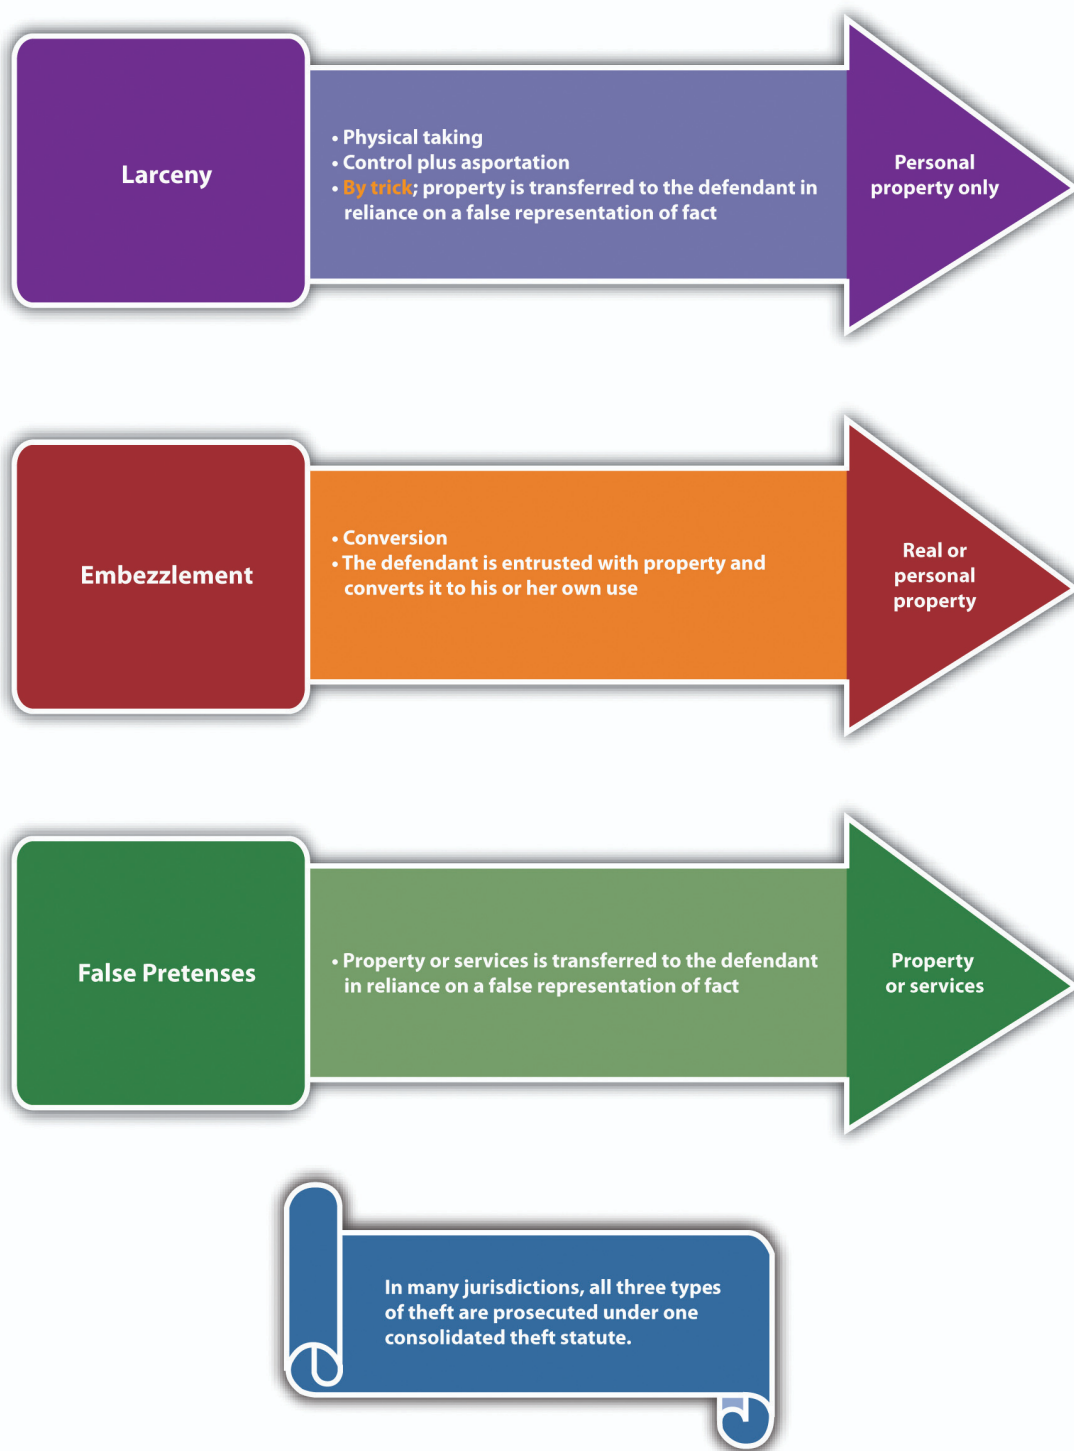 Larceny
• Physical taking
• Control plus asportation
• By trick; property is transferred to the defendant in
reliance on a false representation of fact
Personal
property only
Embezzlement
• Conversion
• The defendant is entrusted with property and
converts it to his or her own use
Real or
personal
property
False Pretenses
• Property or services is transferred to the defendant
in reliance on a false representation of fact
Property
or services
In many jurisdictions, all three types
of theft are prosecuted under one
consolidated theft statute.